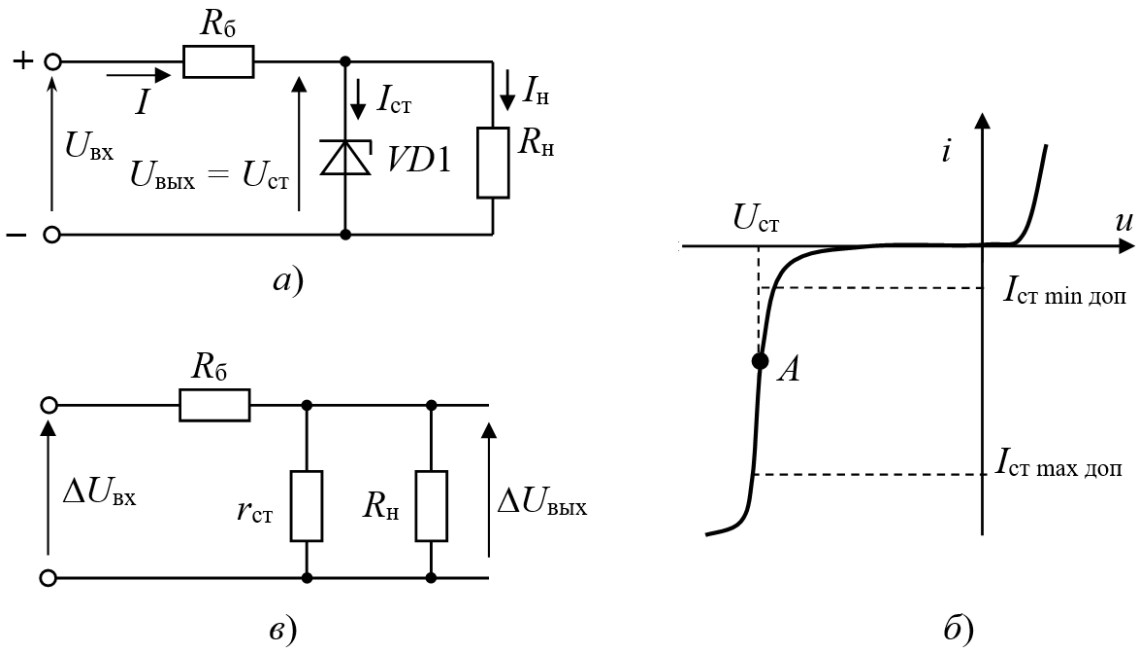 +
Rб
I
Iст
Iн
Uвх
Uвых = Uст
VD1
Rн
−
а)
Rб
ΔUвх
rст
Rн
ΔUвых
в)
i
u
Uст
Iст min доп
A
Iст max доп
б)